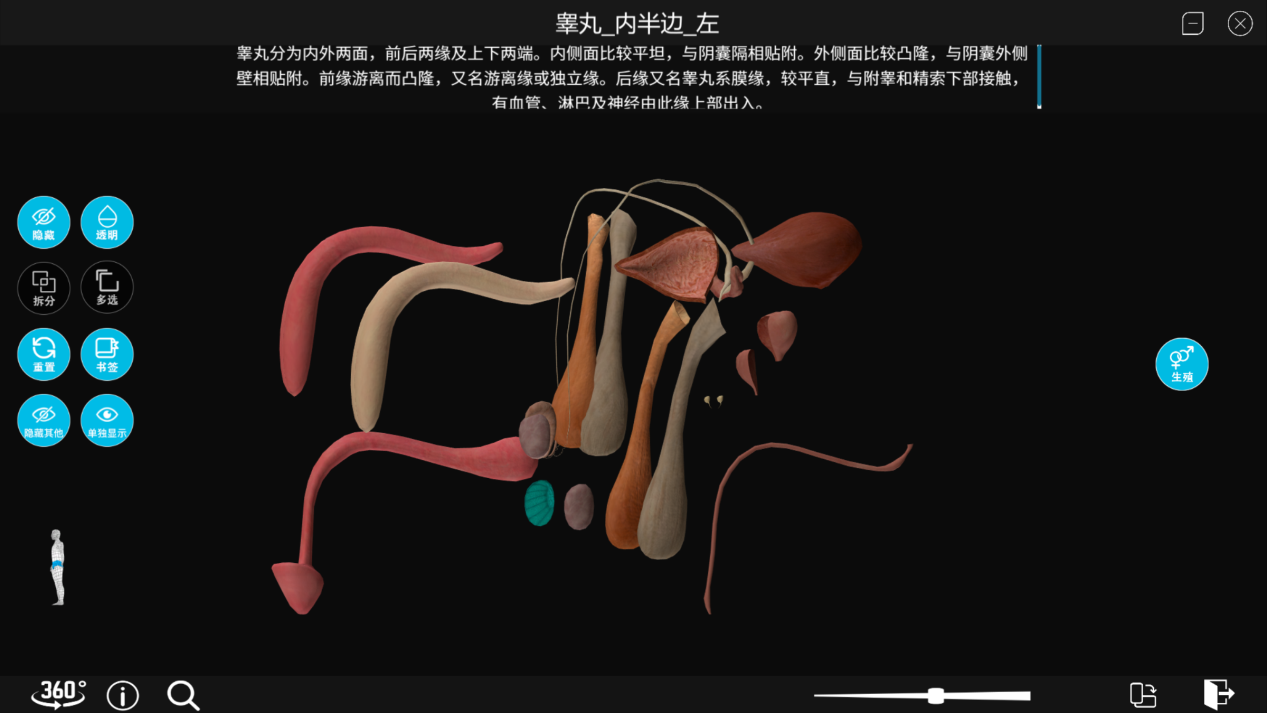 睾丸_内半边_左
睾丸分为内外两面，前后两缘及上下两端。内侧面比较平坦，与阴囊隔相贴附。外侧面比较凸隆，与阴囊外侧
壁相贴附。前缘游离而凸隆，又名游离缘或独立缘。后缘又名睾丸系膜缘，较平直，与附睾和精索下部接触，
有血管、淋巴及神经由此缘上部出入。
隐藏
透明
拆分
多选
重置
书签
隐藏其他
单独显示
生殖
360°